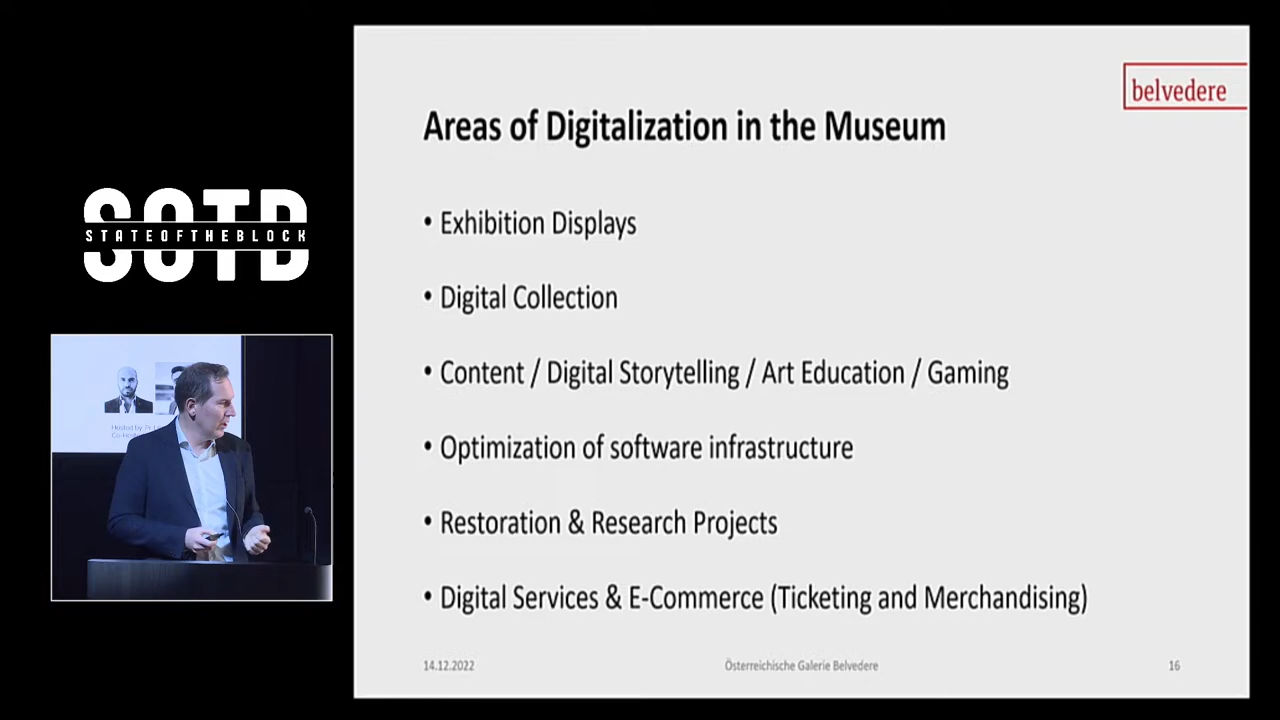 belvedere
Areas of Digitalization in the Museum
SOTB
STATEOFTHEBLOCK
• Exhibition Displays
• Digital Collection
• Content / Digital Storytelling / Art Education / Gaming
• Optimization of software infrastructure
• Restoration & Research Projects
• Digital Services & E-Commerce (Ticketing and Merchandising)
Hosted by
14.12.2022
Österreichische Galerie Belvedere
16